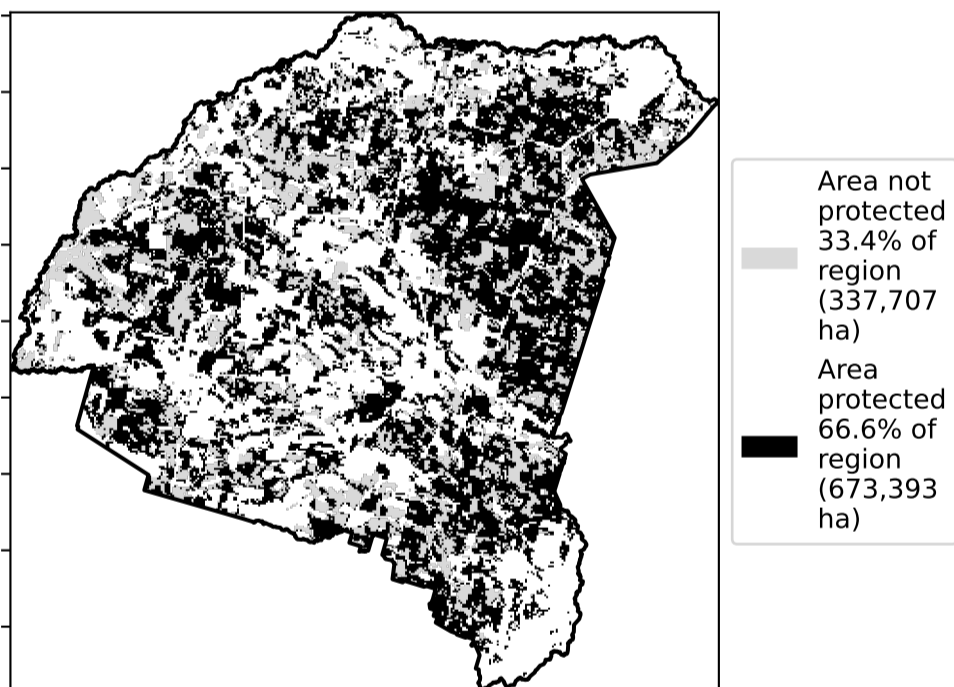 Area not
protected
33.4% of
region
(337,707
ha)
Area
protected
66.6% of
region
(673,393
ha)